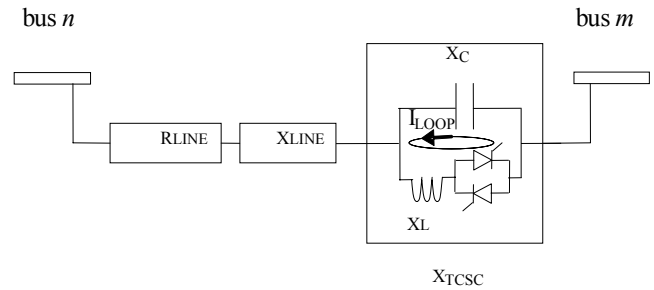 bus n
bus m
XC
ILOOP
RLINE
XLINE
XL
XTCSC